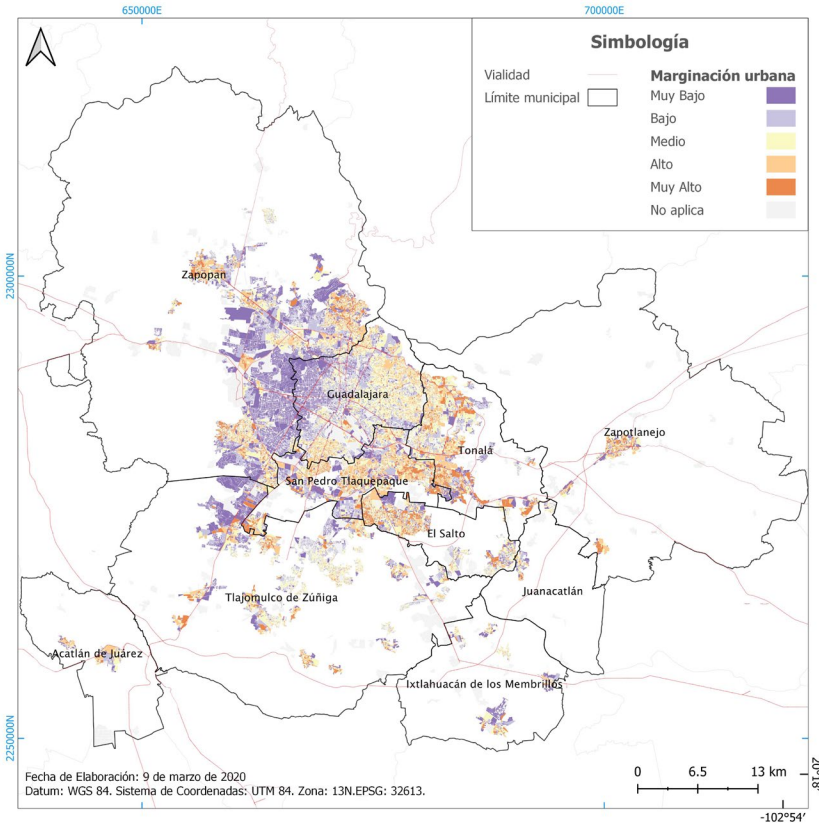 650000E
700000E
Simbología
Vialidad
Límite municipal
Marginación urbana
Muy Bajo
Bajo
Medio
Alto
Muy Alto
No aplica
2300000N
Zapopan
Guadalajara
Zapotlanejo
Tonalá
San Pedro Tlaquepaque
El Salto
Juanacatlán
Tlajomulco de Zúñiga
Acatlán de Juárez
Ixtlahuacán de los Membrillos
2250000N
0 6.5 13 km
Fecha de Elaboración: 9 de marzo de 2020
Datum: WGS 84. Sistema de Coordenadas: UTM 84. Zona: 13N.EPSG: 32613.
20°18'
-102°54′